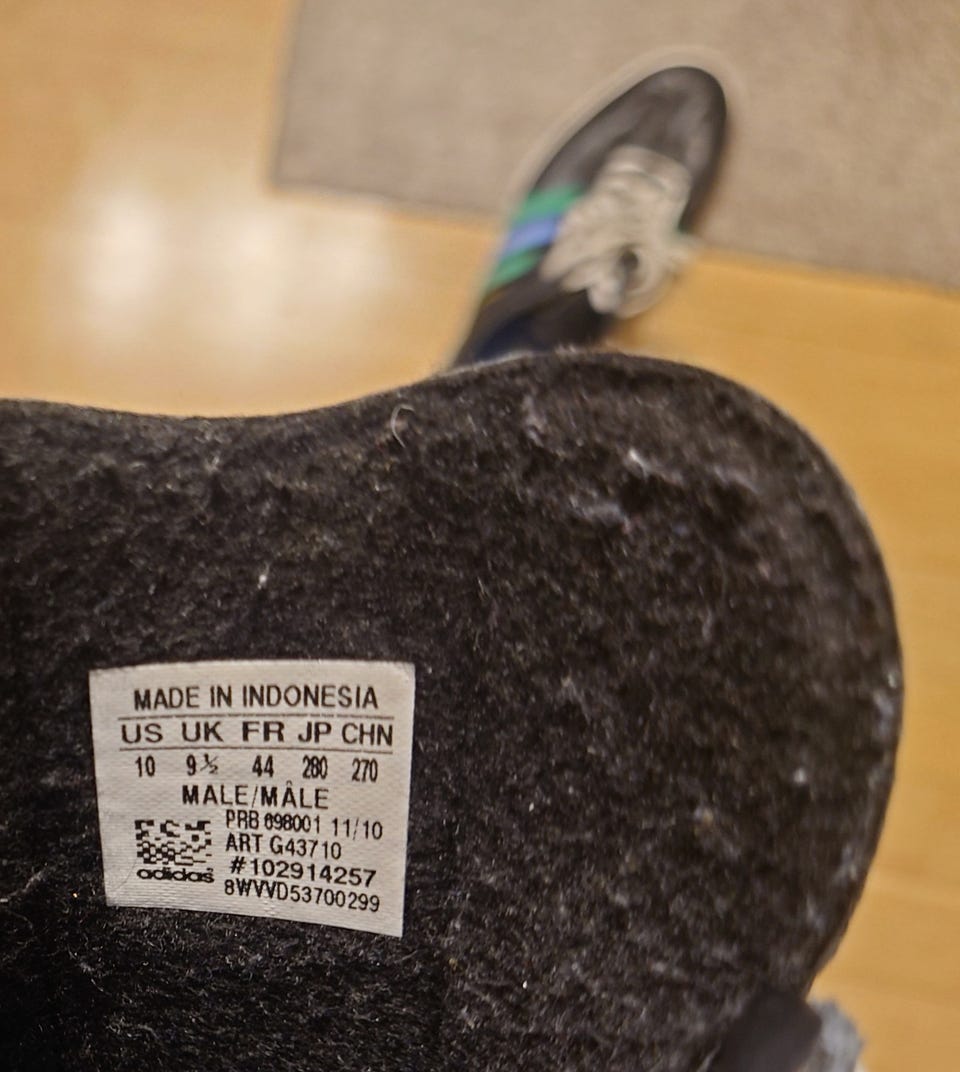 MADE IN INDONESIA
US UK FR JP CHN
10 9½ 44 280 270
MALE/MÂLE
PRB 698001 11/10
ART G43710
#102914257
adidas 8WVVD53700299